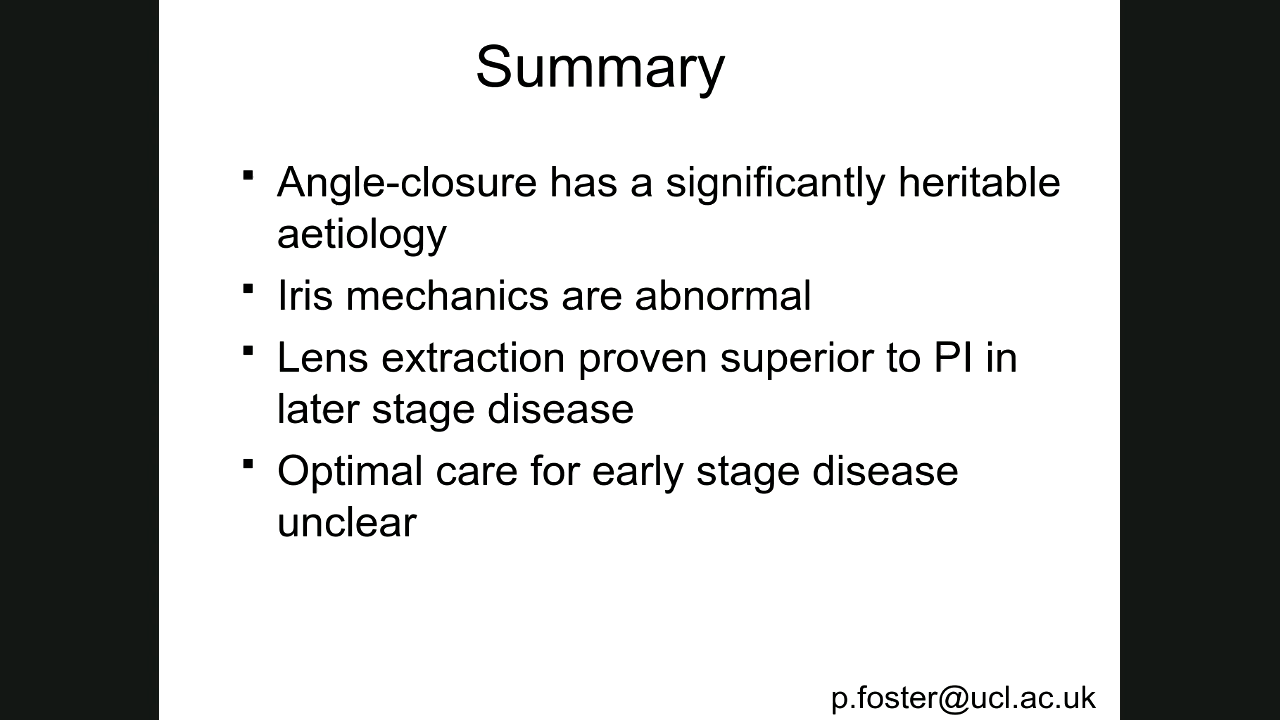 Summary
▪ Angle-closure has a significantly heritable
aetiology
▪ Iris mechanics are abnormal
▪ Lens extraction proven superior to PI in
later stage disease
▪ Optimal care for early stage disease
unclear
p.foster@ucl.ac.uk